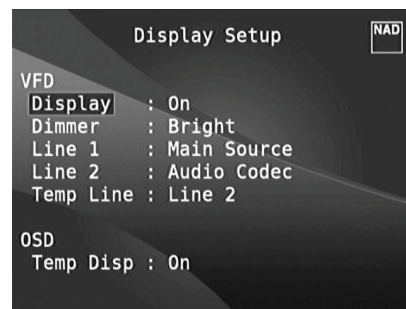 Display Setup
NAD
VFD
Display : On
Dimmer : Bright
Line 1 : Main Source
Line 2 : Audio Codec
Temp Line : Line 2
OSD
Temp Disp : On